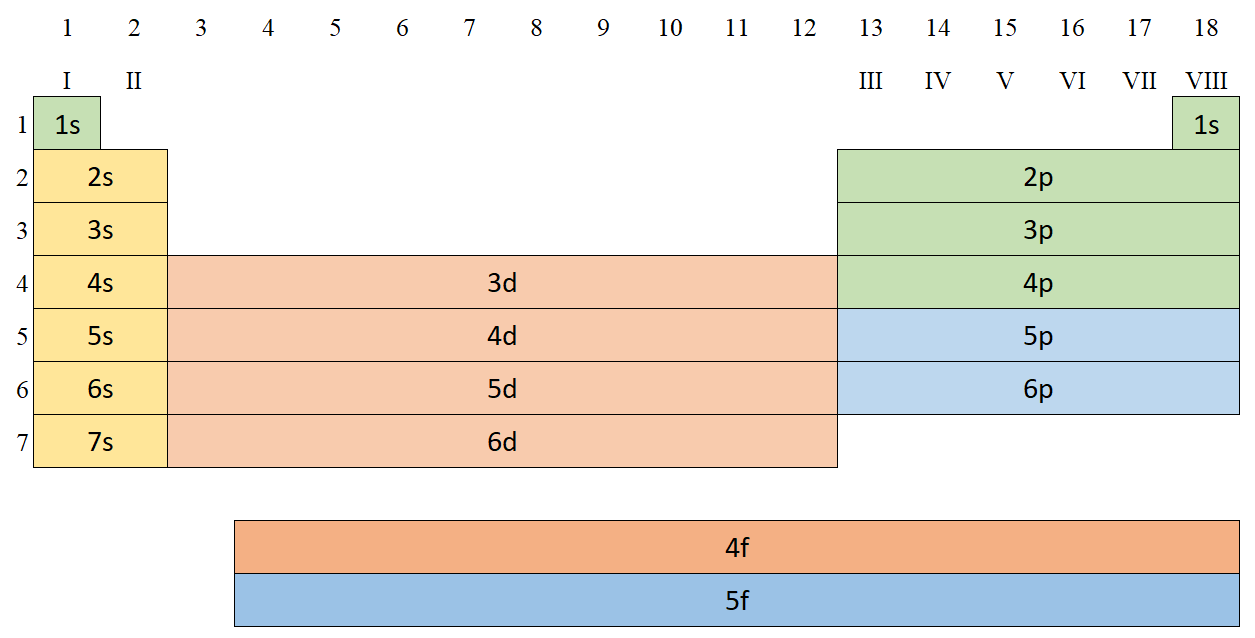 1 2 3 4 5 6 7 8 9 10 11 12 13 14 15 16 17 18
I II III IV V VI VII VIII
1 1s 1s
2 2s 2p
3 3s 3p
4 4s 3d 4p
5 5s 4d 5p
6 6s 5d 6p
7 7s 6d
4f
5f